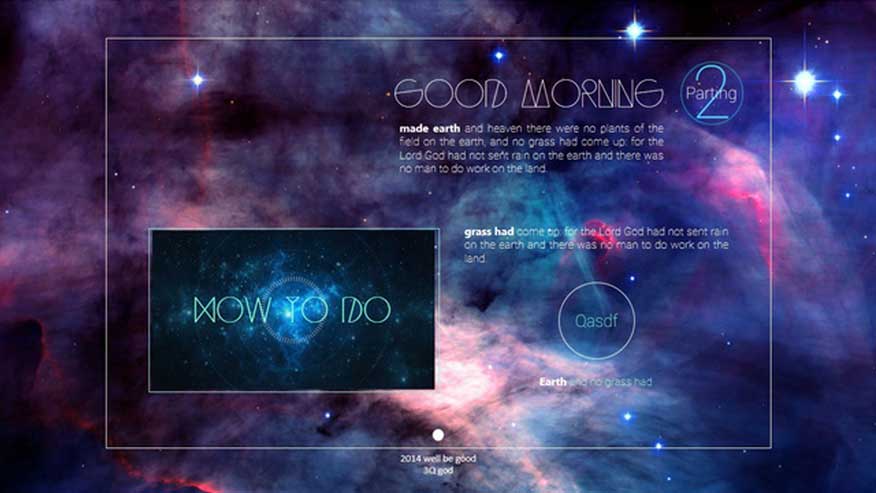 GOOD MORNING
2
Parting
made earth and heaven there were no plants of the
field on the earth, and no grass had come up: for the
Lord God had not sent rain on the earth and there was
no man to do work on the land.
grass had come up: for the Lord God had not sent rain
on the earth and there was no man to do work on the
land.
HOW TO DO
Qasdf
Earth and no grass had
2014 well be good
3Q god